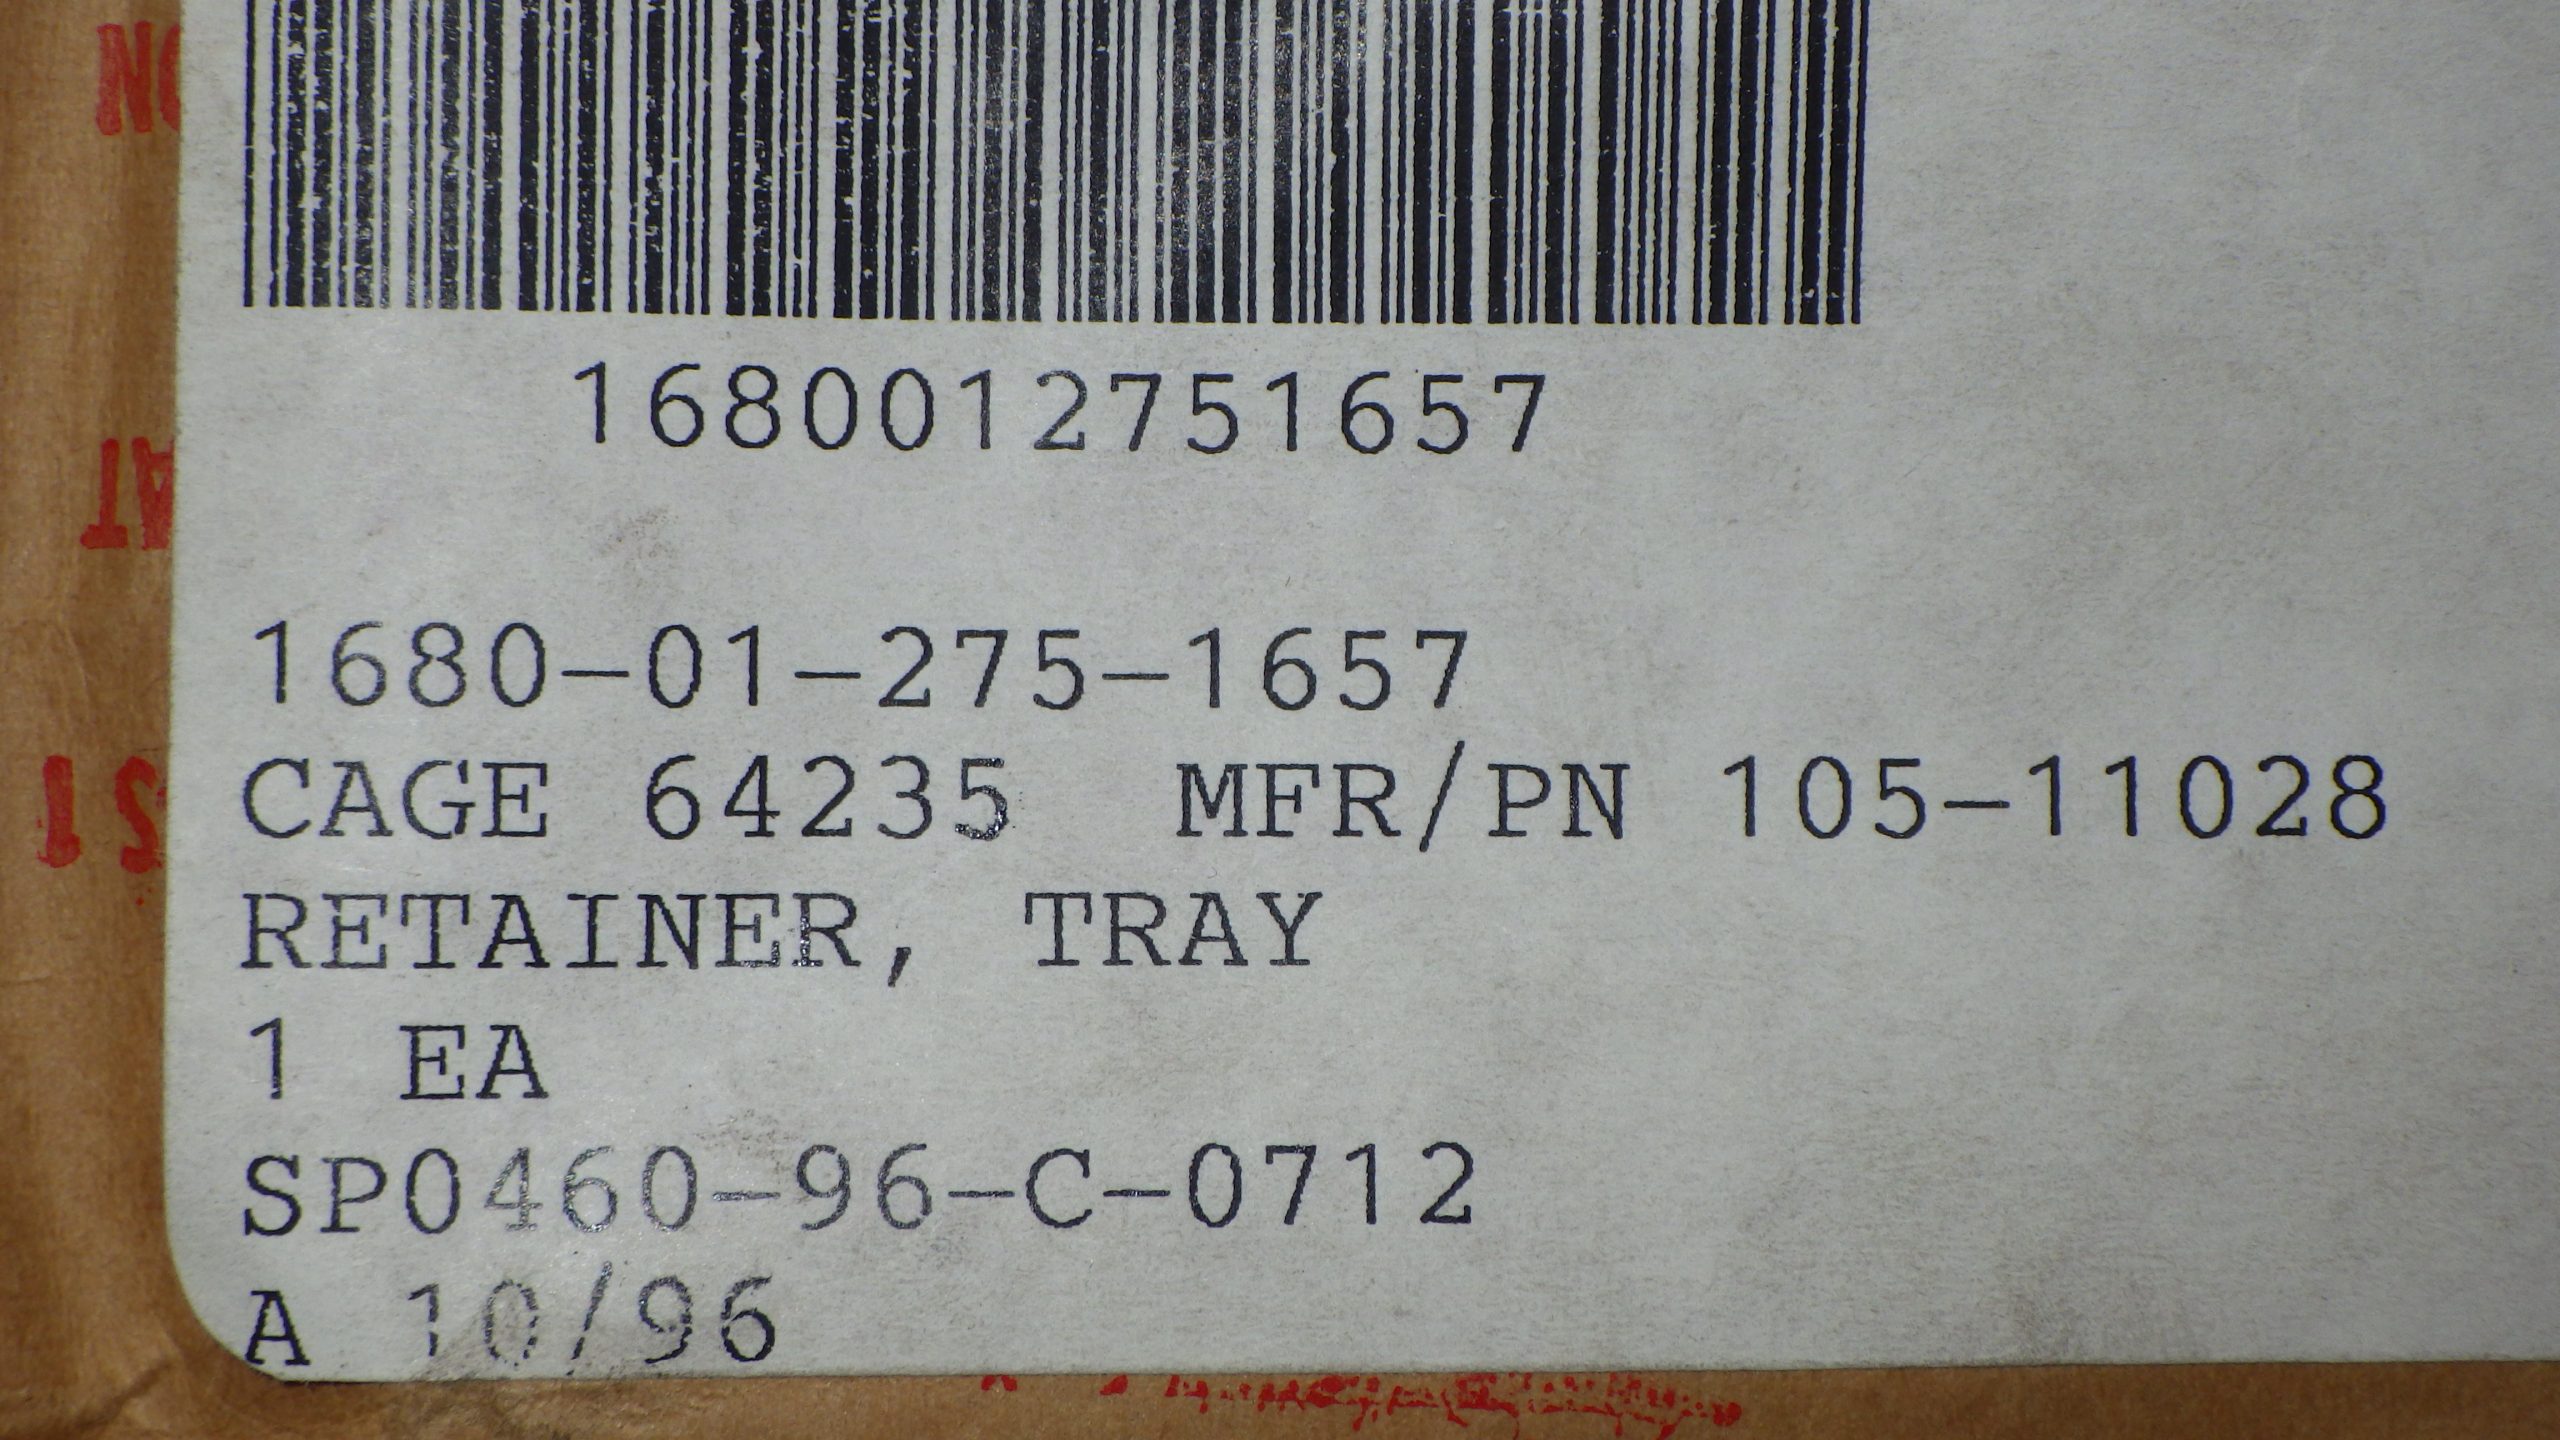 1680012751657
1680-01-275-1657
CAGE 64235 MFR/PN 105-11028
RETAINER, TRAY
1 EA
SP0460-96-C-0712
A 10/96